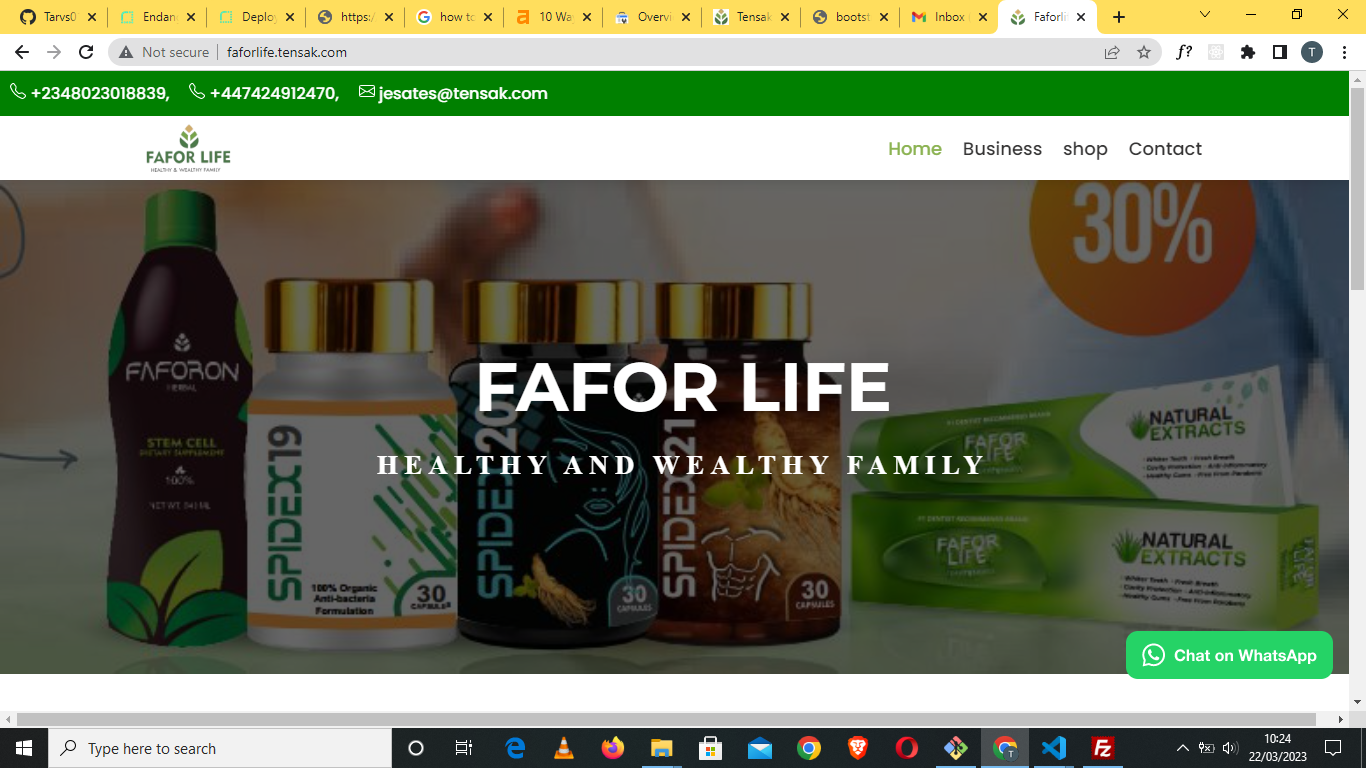 Tarvs0
Endan
Deploy
https:/
how to
10 Wa
Overvi
Tensak
bootst
Inbox
Faforli
Not secure
faforlife.tensak.com
f?
T
+2348023018839,
+447424912470,
jesates@tensak.com
FAFOR LIFE
HEALTHY & WEALTHY FAMILY
Home
Business
shop
Contact
30%
FAFORON
HERBAL
STEM CELL
DIETARY SUPPLEMENT
100%
SPIDEX19
100% Organic
Anti-bacteria
Formulation
30
CAPSULES
SPIDEX20
30
CAPSULES
SPIDEX21
30
CAPSULES
FAFOR LIFE
HEALTHY AND WEALTHY FAMILY
FAFOR
LIFE
NATURAL
EXTRACTS
FAFOR
LIFE
NATURAL
EXTRACTS
Chat on WhatsApp
Type here to search
10:24
22/03/2023